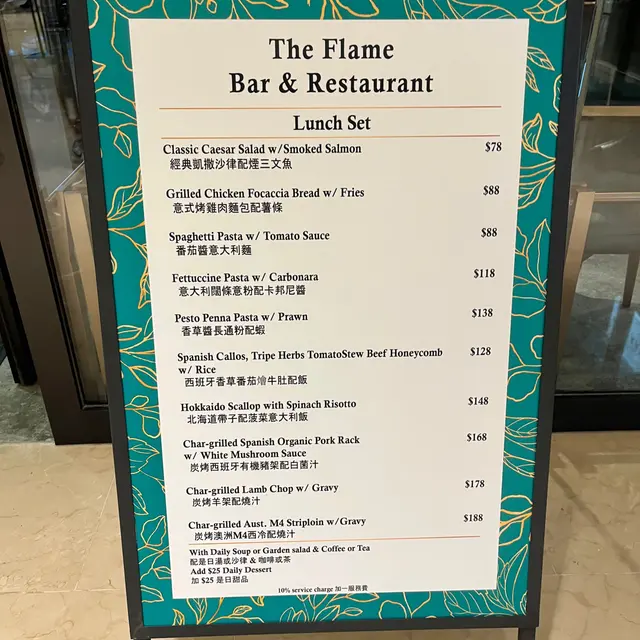 The Flame
Bar & Restaurant
Lunch Set
Classic Caesar Salad w/Smoked Salmon $78
經典凱撒沙律配煙三文魚
Grilled Chicken Focaccia Bread w/ Fries $88
意式烤雞肉麵包配薯條
Spaghetti Pasta w/ Tomato Sauce $88
番茄醬意大利麵
Fettuccine Pasta w/ Carbonara $118
意大利闊條意粉配卡邦尼醬
Pesto Penna Pasta w/ Prawn $138
香草醬長通粉配蝦
Spanish Callos, Tripe Herbs TomatoStew Beef Honeycomb $128
w/ Rice
西班牙香草番茄燴牛肚配飯
Hokkaido Scallop with Spinach Risotto $148
北海道帶子配菠菜意大利飯
Char-grilled Spanish Organic Pork Rack $168
w/ White Mushroom Sauce
炭烤西班牙有機豬架配白菌汁
Char-grilled Lamb Chop w/ Gravy $178
炭烤羊架配燒汁
Char-grilled Aust. M4 Striploin w/Gravy $188
炭烤澳洲M4西冷配燒汁
With Daily Soup or Garden salad & Coffee or Tea
配是日湯或沙律 & 咖啡或茶
Add $25 Daily Dessert
加 $25 是日甜品
10% service charge 加一服務費